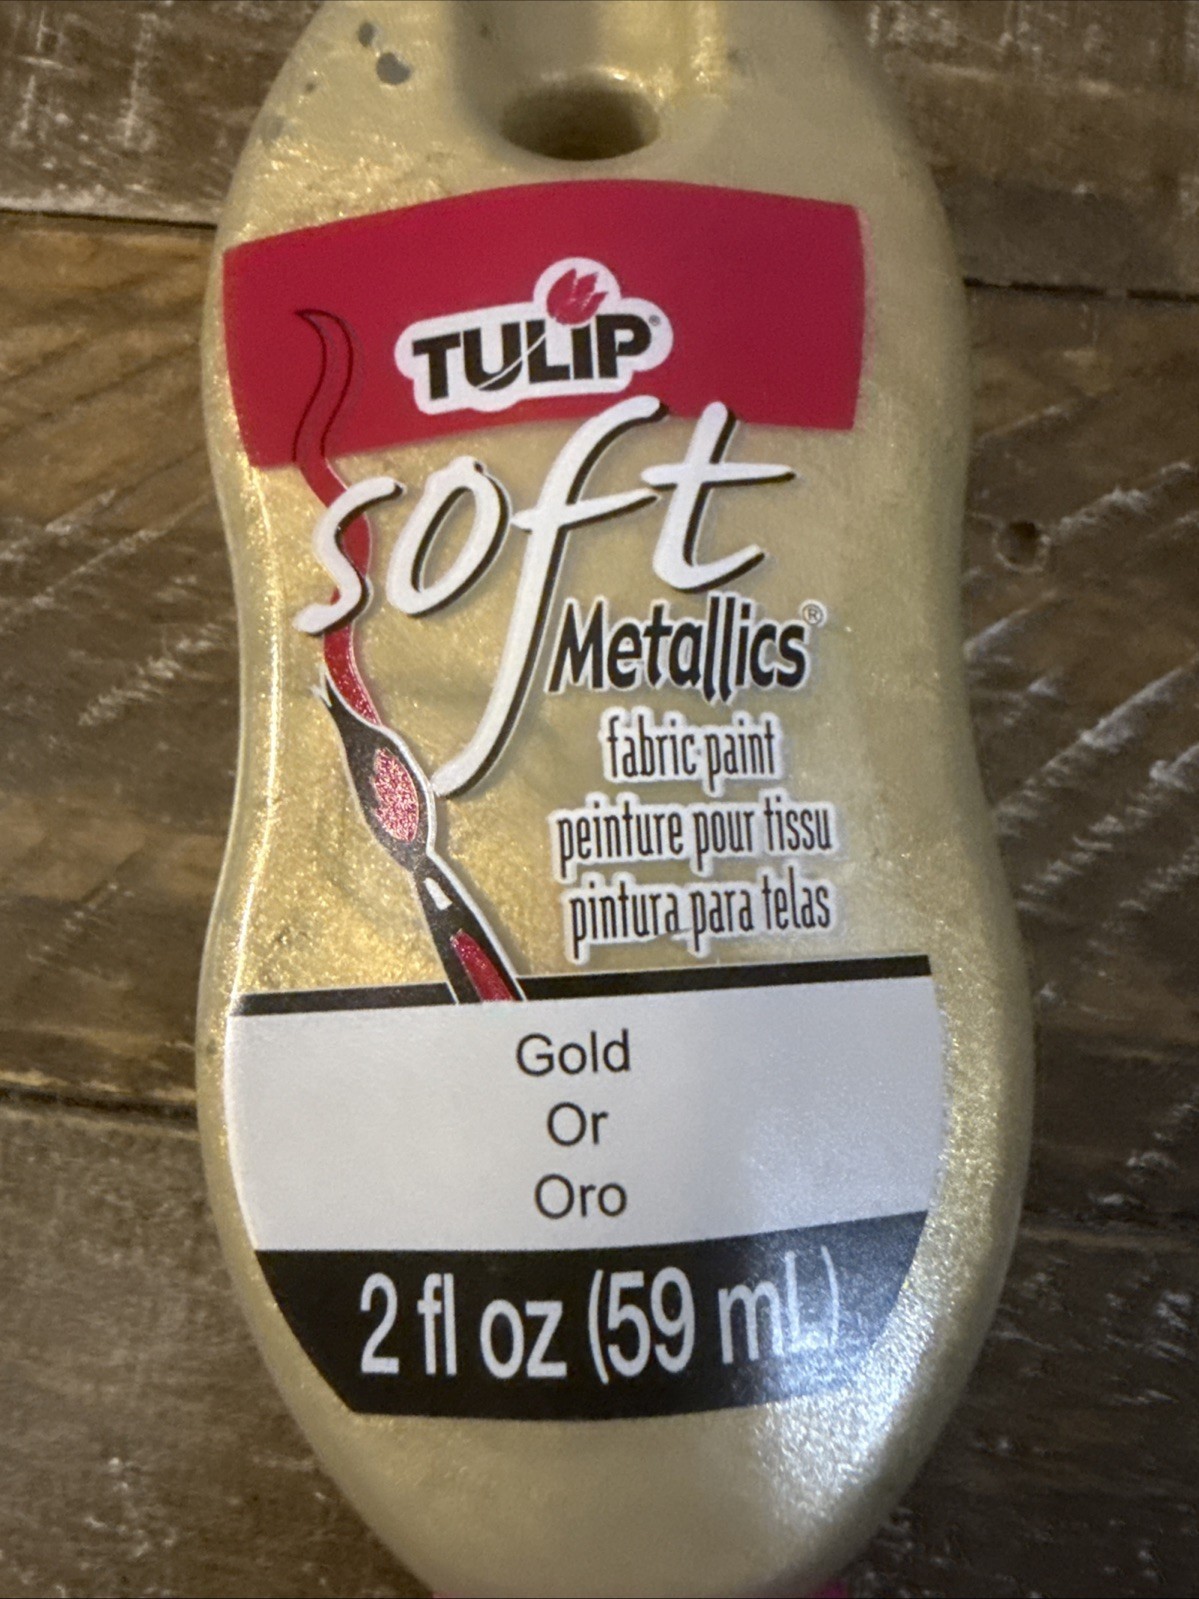 TULIP®
soft
Metallics®
fabric paint
peinture pour tissu
pintura para telas
Gold
Or
Oro
2 fl oz (59 mL)